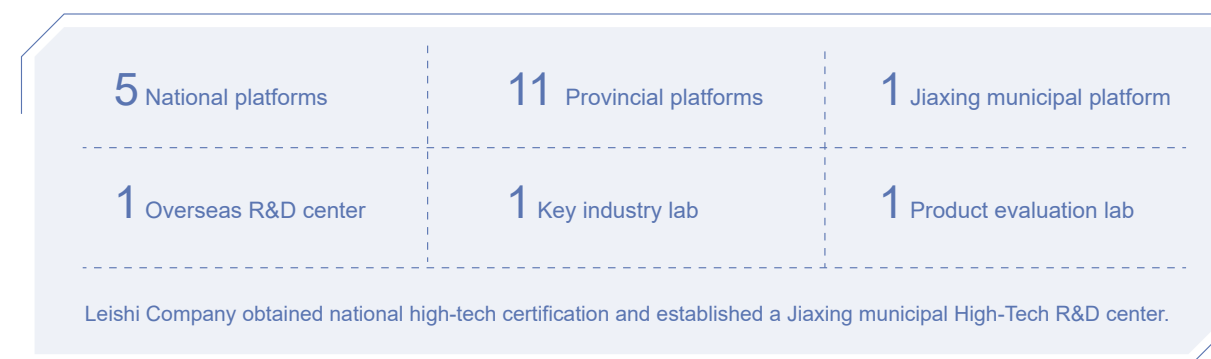 5 National platforms
11 Provincial platforms
1 Jiaxing municipal platform
1 Overseas R&D center
1 Key industry lab
1 Product evaluation lab
Leishi Company obtained national high-tech certification and established a Jiaxing municipal High-Tech R&D center.